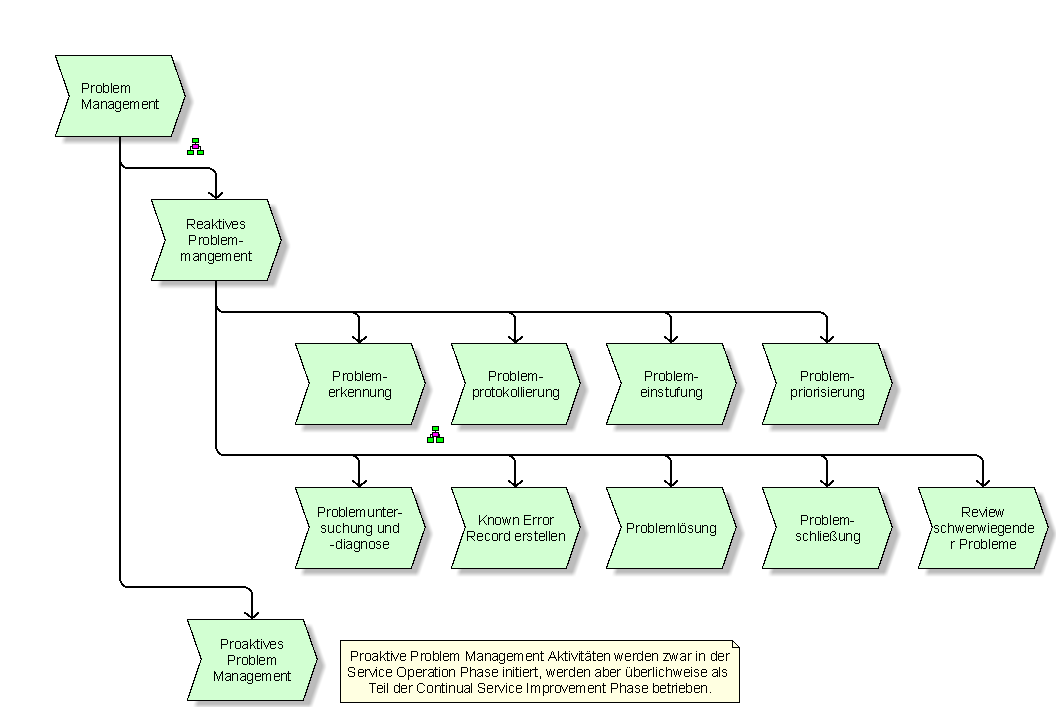 Problem
Management
Reaktives
Problem-
mangement
Problem-
erkennung
Problem-
protokollierung
Problem-
einstufung
Problem-
priorisierung
Problemunter-
suchung und
-diagnose
Known Error
Record erstellen
Problemlösung
Problem-
schließung
Review
schwerwiegende
r Probleme
Proaktives
Problem
Management
Proaktive Problem Management Aktivitäten werden zwar in der
Service Operation Phase initiert, werden aber überlichweise als
Teil der Continual Service Improvement Phase betrieben.